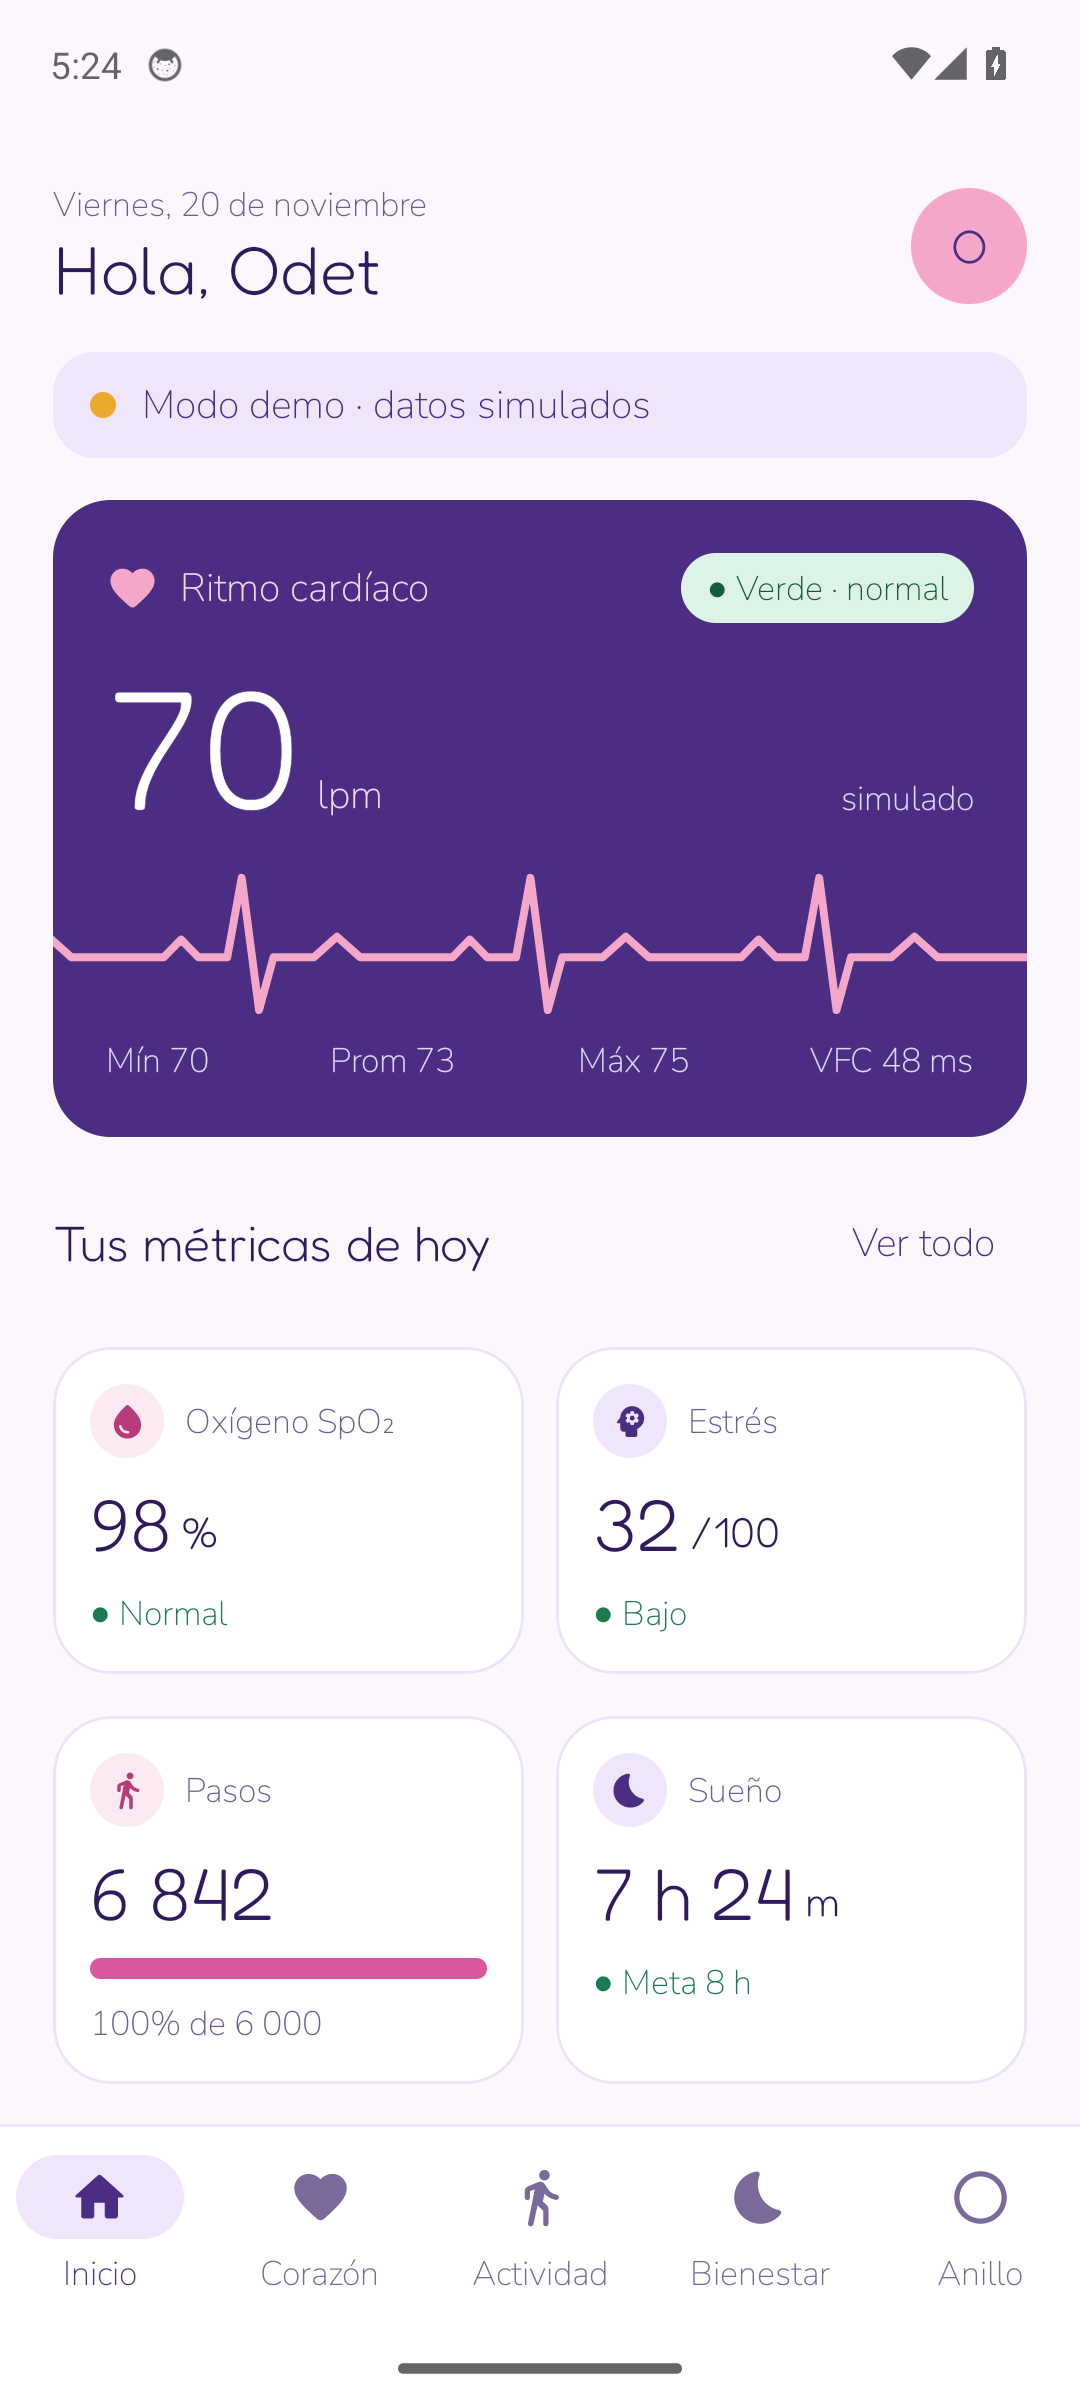 5:24
Viernes, 20 de noviembre
Hola, Odet
O
Modo demo · datos simulados
Ritmo cardíaco
● Verde · normal
70 lpm
simulado
Mín 70 Prom 73 Máx 75 VFC 48 ms
Tus métricas de hoy
Ver todo
Oxígeno SpO₂
98 %
● Normal
Estrés
32 /100
● Bajo
Pasos
6 842
100% de 6 000
Sueño
7 h 24 m
● Meta 8 h
Inicio
Corazón
Actividad
Bienestar
Anillo